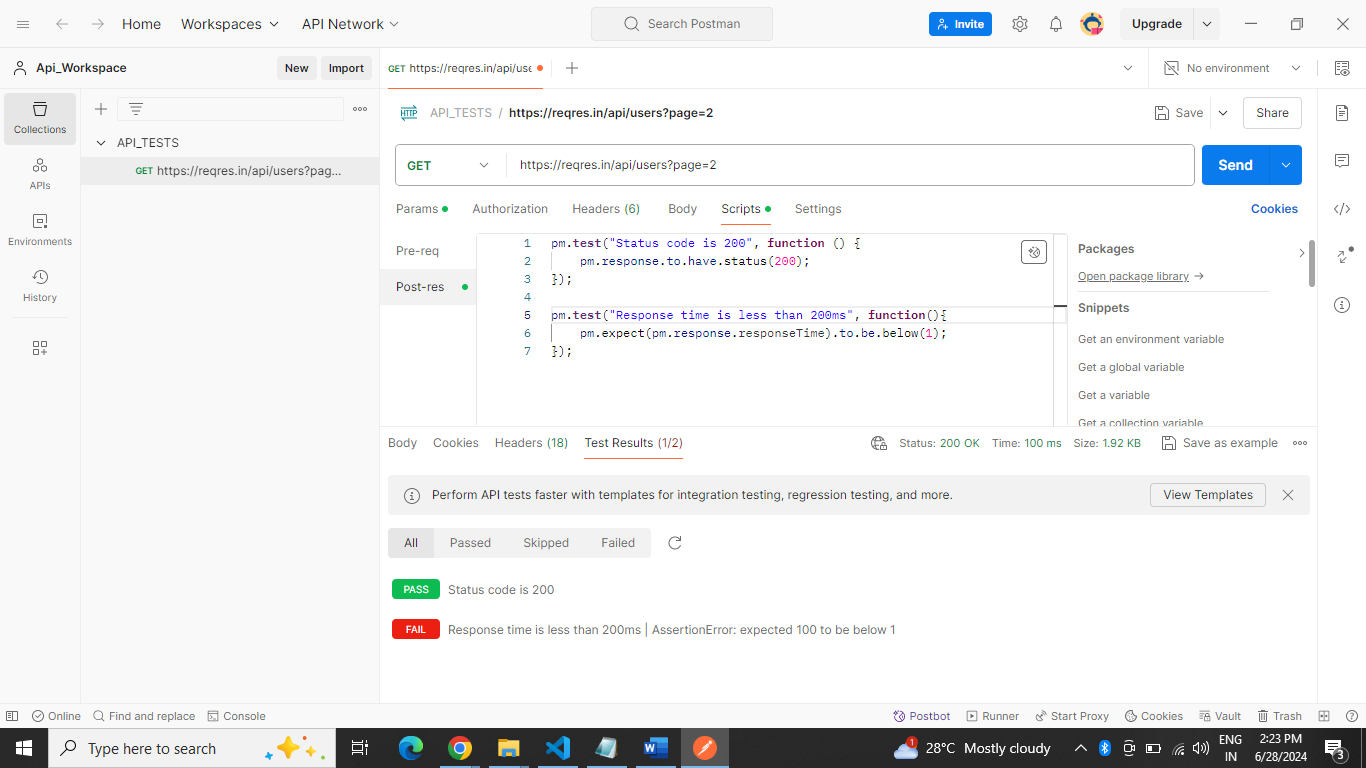 Home Workspaces API Network Search Postman Invite Upgrade
Api_Workspace New Import GET https://reqres.in/api/use No environment
Collections
APIs
Environments
History
API_TESTS
GET https://reqres.in/api/users?pag...
HTTP API_TESTS / https://reqres.in/api/users?page=2 Save Share
GET https://reqres.in/api/users?page=2 Send
Params Authorization Headers (6) Body Scripts Settings Cookies
Pre-req
Post-res
1 pm.test("Status code is 200", function () {
2 pm.response.to.have.status(200);
3 });
4
5 pm.test("Response time is less than 200ms", function(){
6 pm.expect(pm.response.responseTime).to.be.below(1);
7 });
Packages
Open package library →
Snippets
Get an environment variable
Get a global variable
Get a variable
Get a collection variable
Body Cookies Headers (18) Test Results (1/2) Status: 200 OK Time: 100 ms Size: 1.92 KB Save as example
Perform API tests faster with templates for integration testing, regression testing, and more. View Templates
All Passed Skipped Failed
PASS Status code is 200
FAIL Response time is less than 200ms | AssertionError: expected 100 to be below 1
Online Find and replace Console Postbot Runner Start Proxy Cookies Vault Trash
Type here to search 1 28°C Mostly cloudy ENG IN 2:23 PM 6/28/2024 3